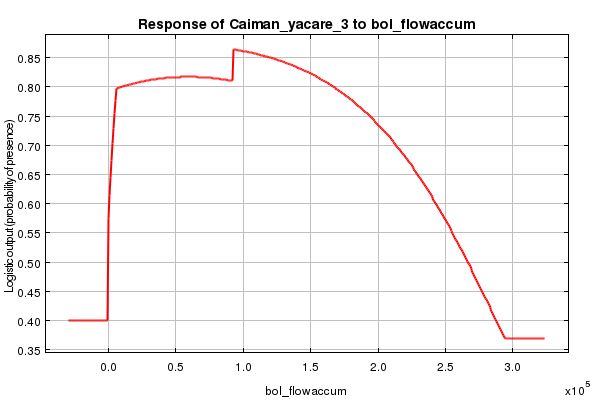 Response of Caiman_yacare_3 to bol_flowaccum
Logistic output (probability of presence)
0.85
0.80
0.75
0.70
0.65
0.60
0.55
0.50
0.45
0.40
0.35
0.0 0.5 1.0 1.5 2.0 2.5 3.0
x10^5
bol_flowaccum